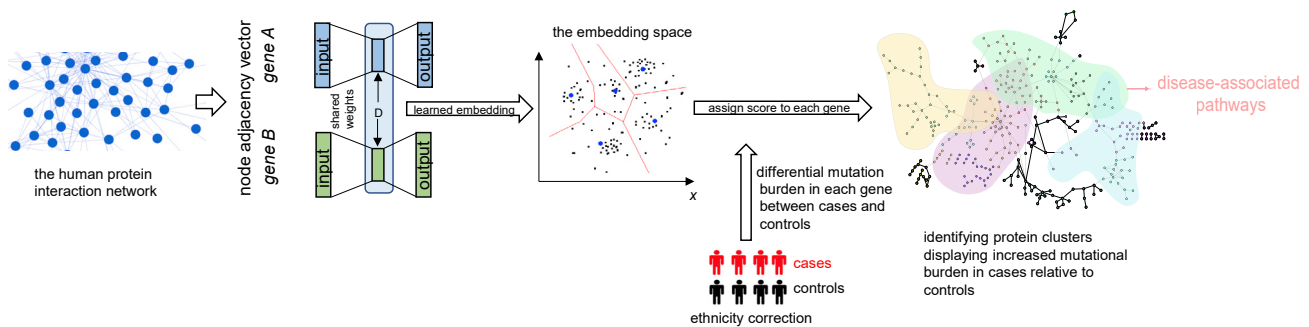 the human protein
interaction network
node adjacency vector
gene A
gene B
input
output
input
output
shared
weights
D
learned embedding
the embedding space
x
assign score to each gene
differential mutation
burden in each gene
between cases and
controls
cases
controls
ethnicity correction
disease-associated
pathways
identifying protein clusters
displaying increased mutational
burden in cases relative to
controls